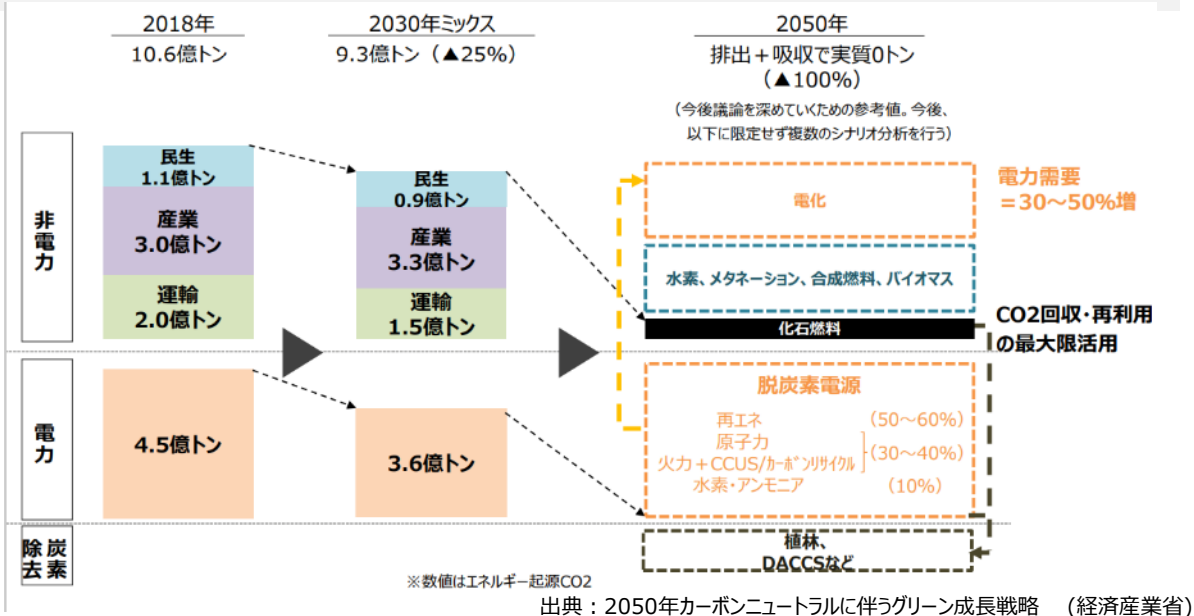 2018年
10.6億トン
2030年ミックス
9.3億トン（▲25%）
2050年
排出＋吸収で実質0トン
（▲100%）
（今後議論を深めていくための参考値。今後、
以下に限定せず複数のシナリオ分析を行う）
非電力
民生
1.1億トン
産業
3.0億トン
運輸
2.0億トン
民生
0.9億トン
産業
3.3億トン
運輸
1.5億トン
電化
電力需要
＝30～50%増
水素、メタネーション、合成燃料、バイオマス
化石燃料
CO2回収・再利用
の最大限活用
電力
4.5億トン
3.6億トン
脱炭素電源
再エネ （50～60%）
原子力
火力＋CCUS/カーボンリサイクル （30～40%）
水素・アンモニア （10%）
炭素除去
植林、
DACCSなど
※数値はエネルギー起源CO2
出典：2050年カーボンニュートラルに伴うグリーン成長戦略 （経済産業省）